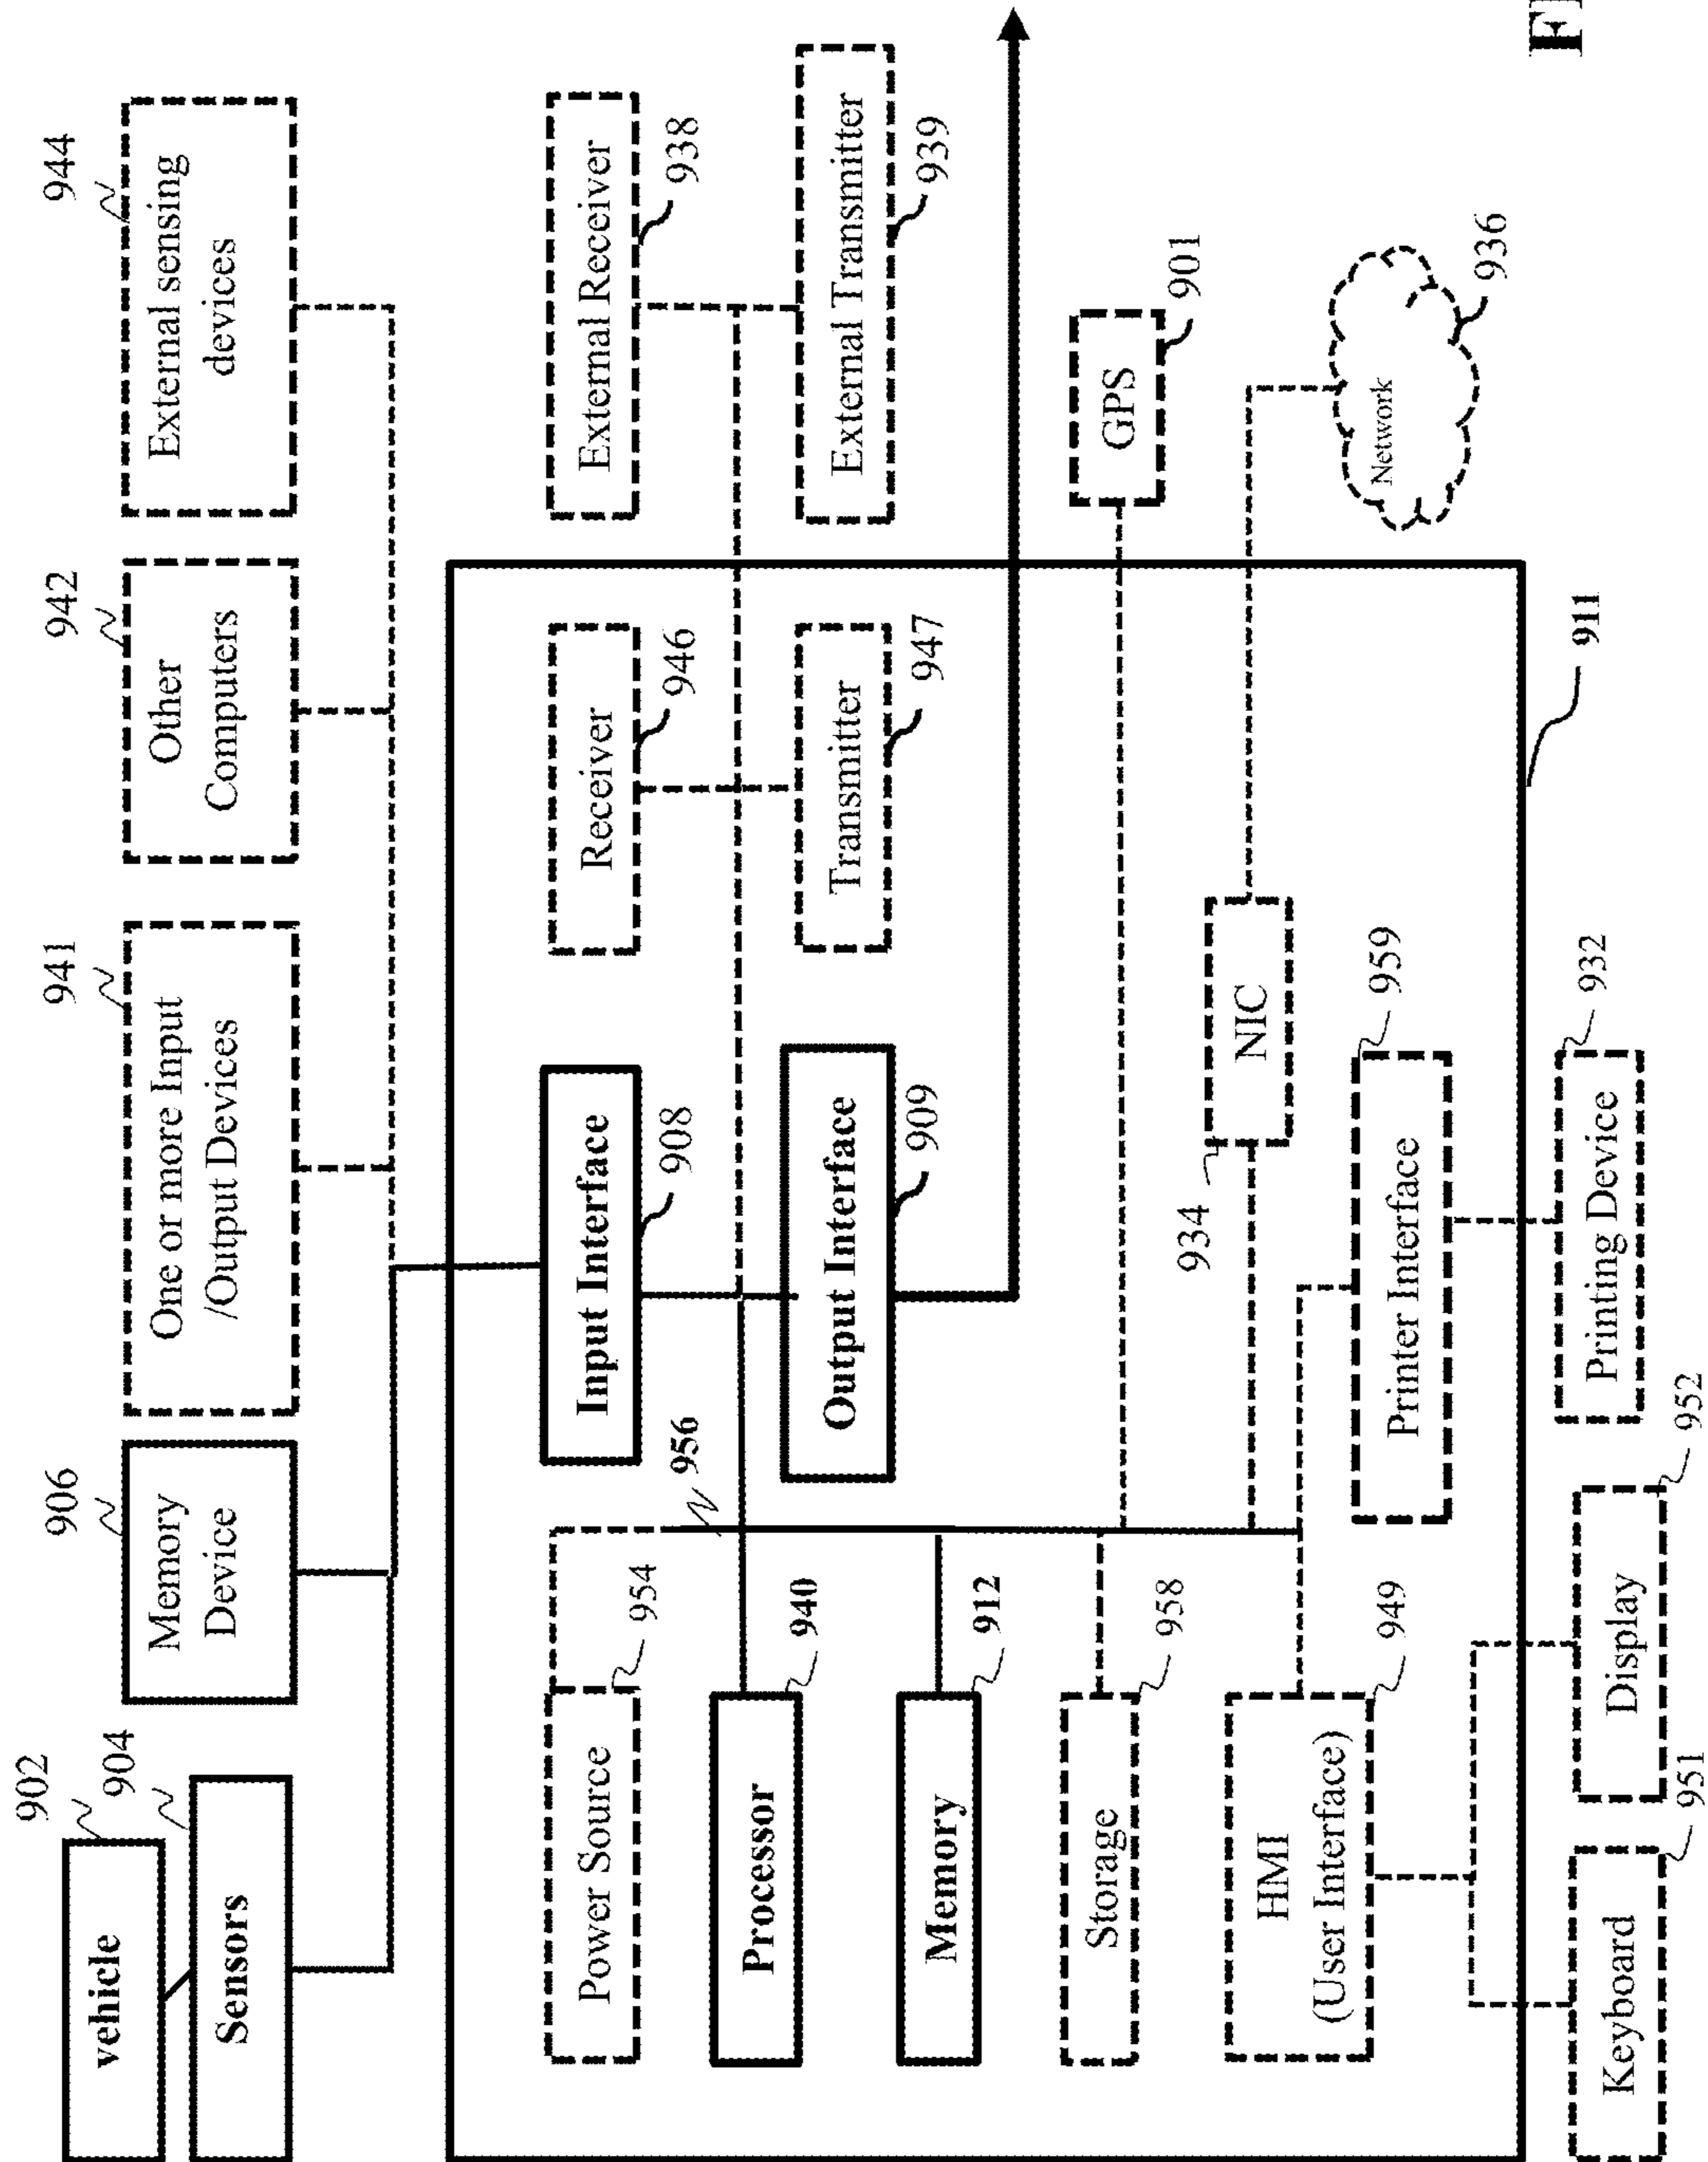 902
vehicle
904
Sensors
906
Memory
Device
941
One or more Input
/Output Devices
942
Other
Computers
944
External sensing
devices
Power Source
954
956
Input Interface
908
Receiver
946
External Receiver
938
Processor
940
Output Interface
909
Transmitter
947
External Transmitter
939
Memory
912
Storage
958
GPS
901
934
NIC
HMI
(User Interface)
949
Printer Interface
959
Network
936
911
Keyboard
951
Display
952
Printing Device
932